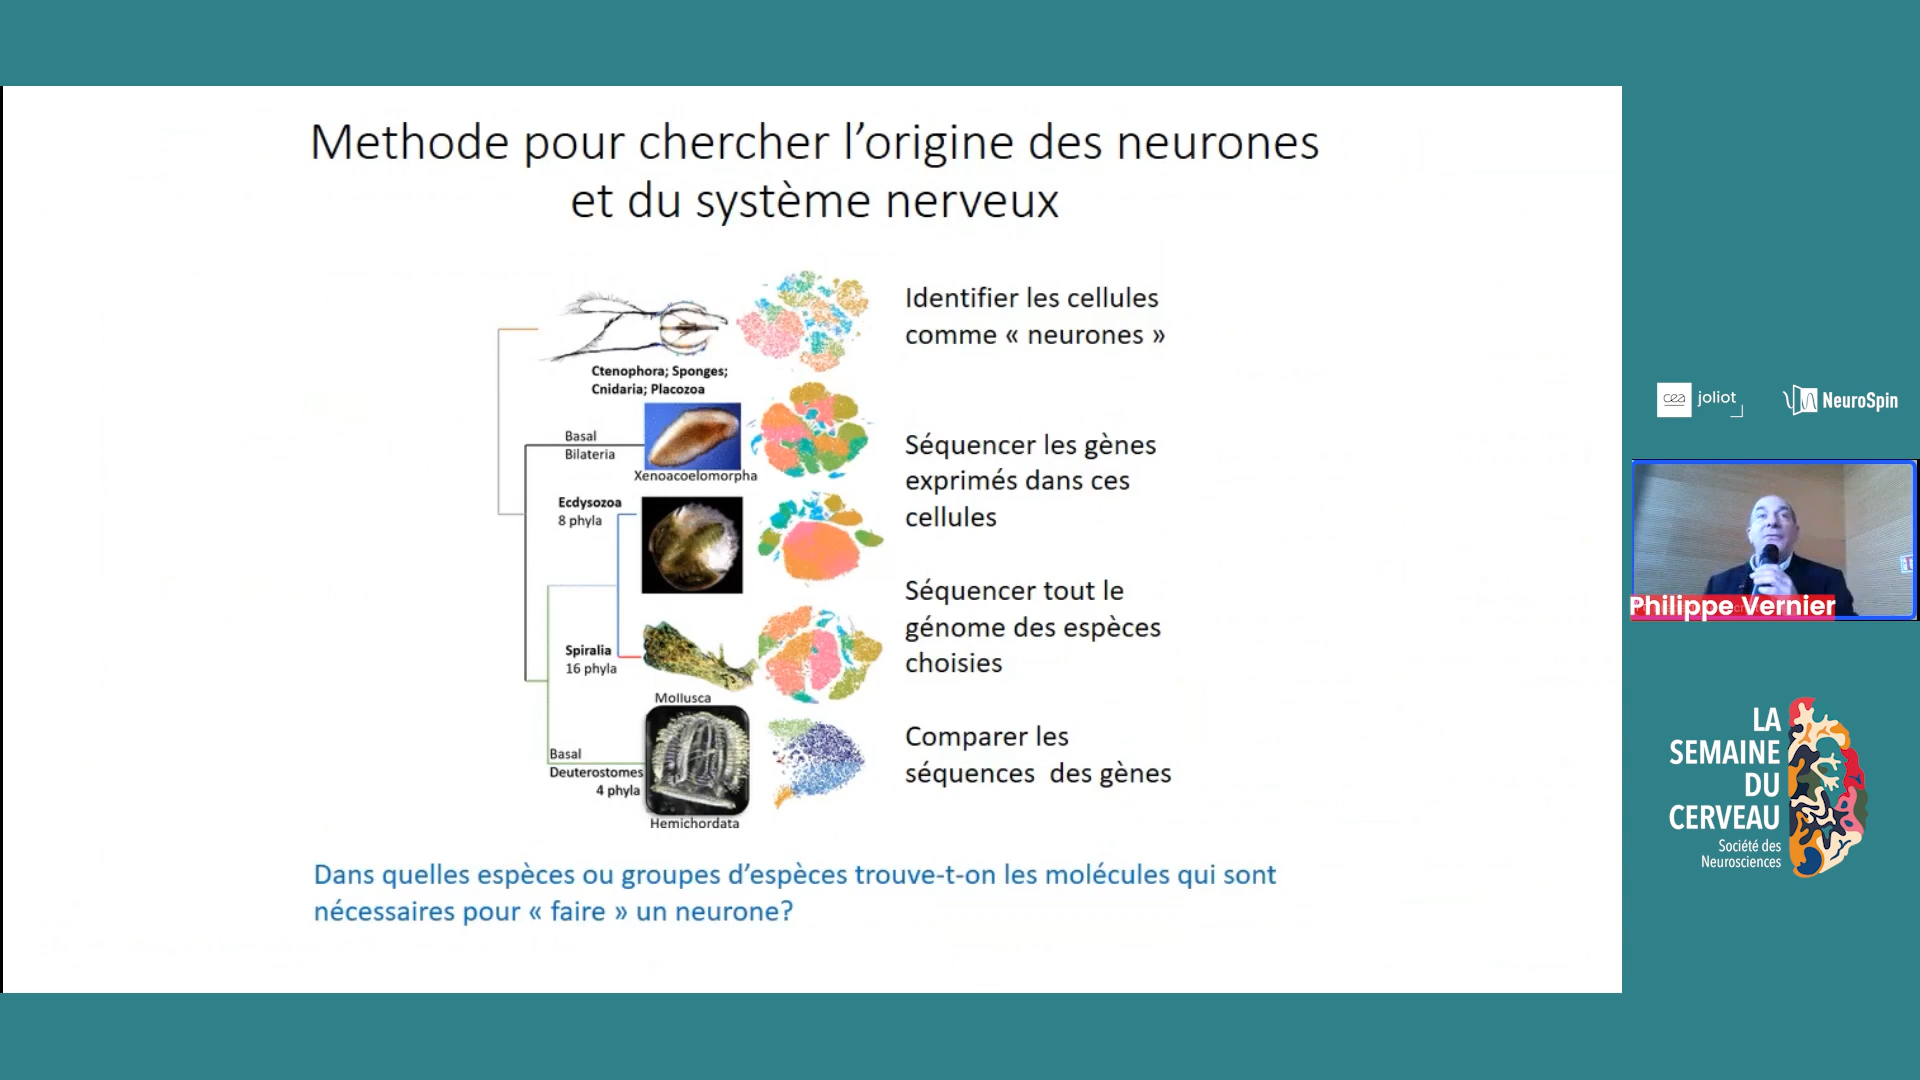 Methode pour chercher l’origine des neurones
et du système nerveux
Ctenophora; Sponges;
Cnidaria; Placozoa
Basal
Bilateria
Xenoacoelomorpha
Ecdysozoa
8 phyla
Spiralia
16 phyla
Mollusca
Basal
Deuterostomes
4 phyla
Hemichordata
Identifier les cellules
comme « neurones »
Séquencer les gènes
exprimés dans ces
cellules
Séquencer tout le
génome des espèces
choisies
Comparer les
séquences des gènes
Dans quelles espèces ou groupes d’espèces trouve-t-on les molécules qui sont
nécessaires pour « faire » un neurone?
cea joliot
NeuroSpin
Philippe Vernier
LA
SEMAINE
DU
CERVEAU
Société des
Neurosciences